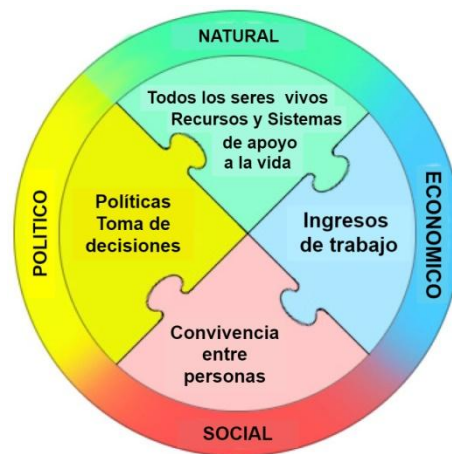 NATURAL
Todos los seres vivos
Recursos y Sistemas
de apoyo
a la vida
POLITICO
Políticas
Toma de
decisiones
Ingresos
de trabajo
ECONOMICO
Convivencia
entre
personas
SOCIAL